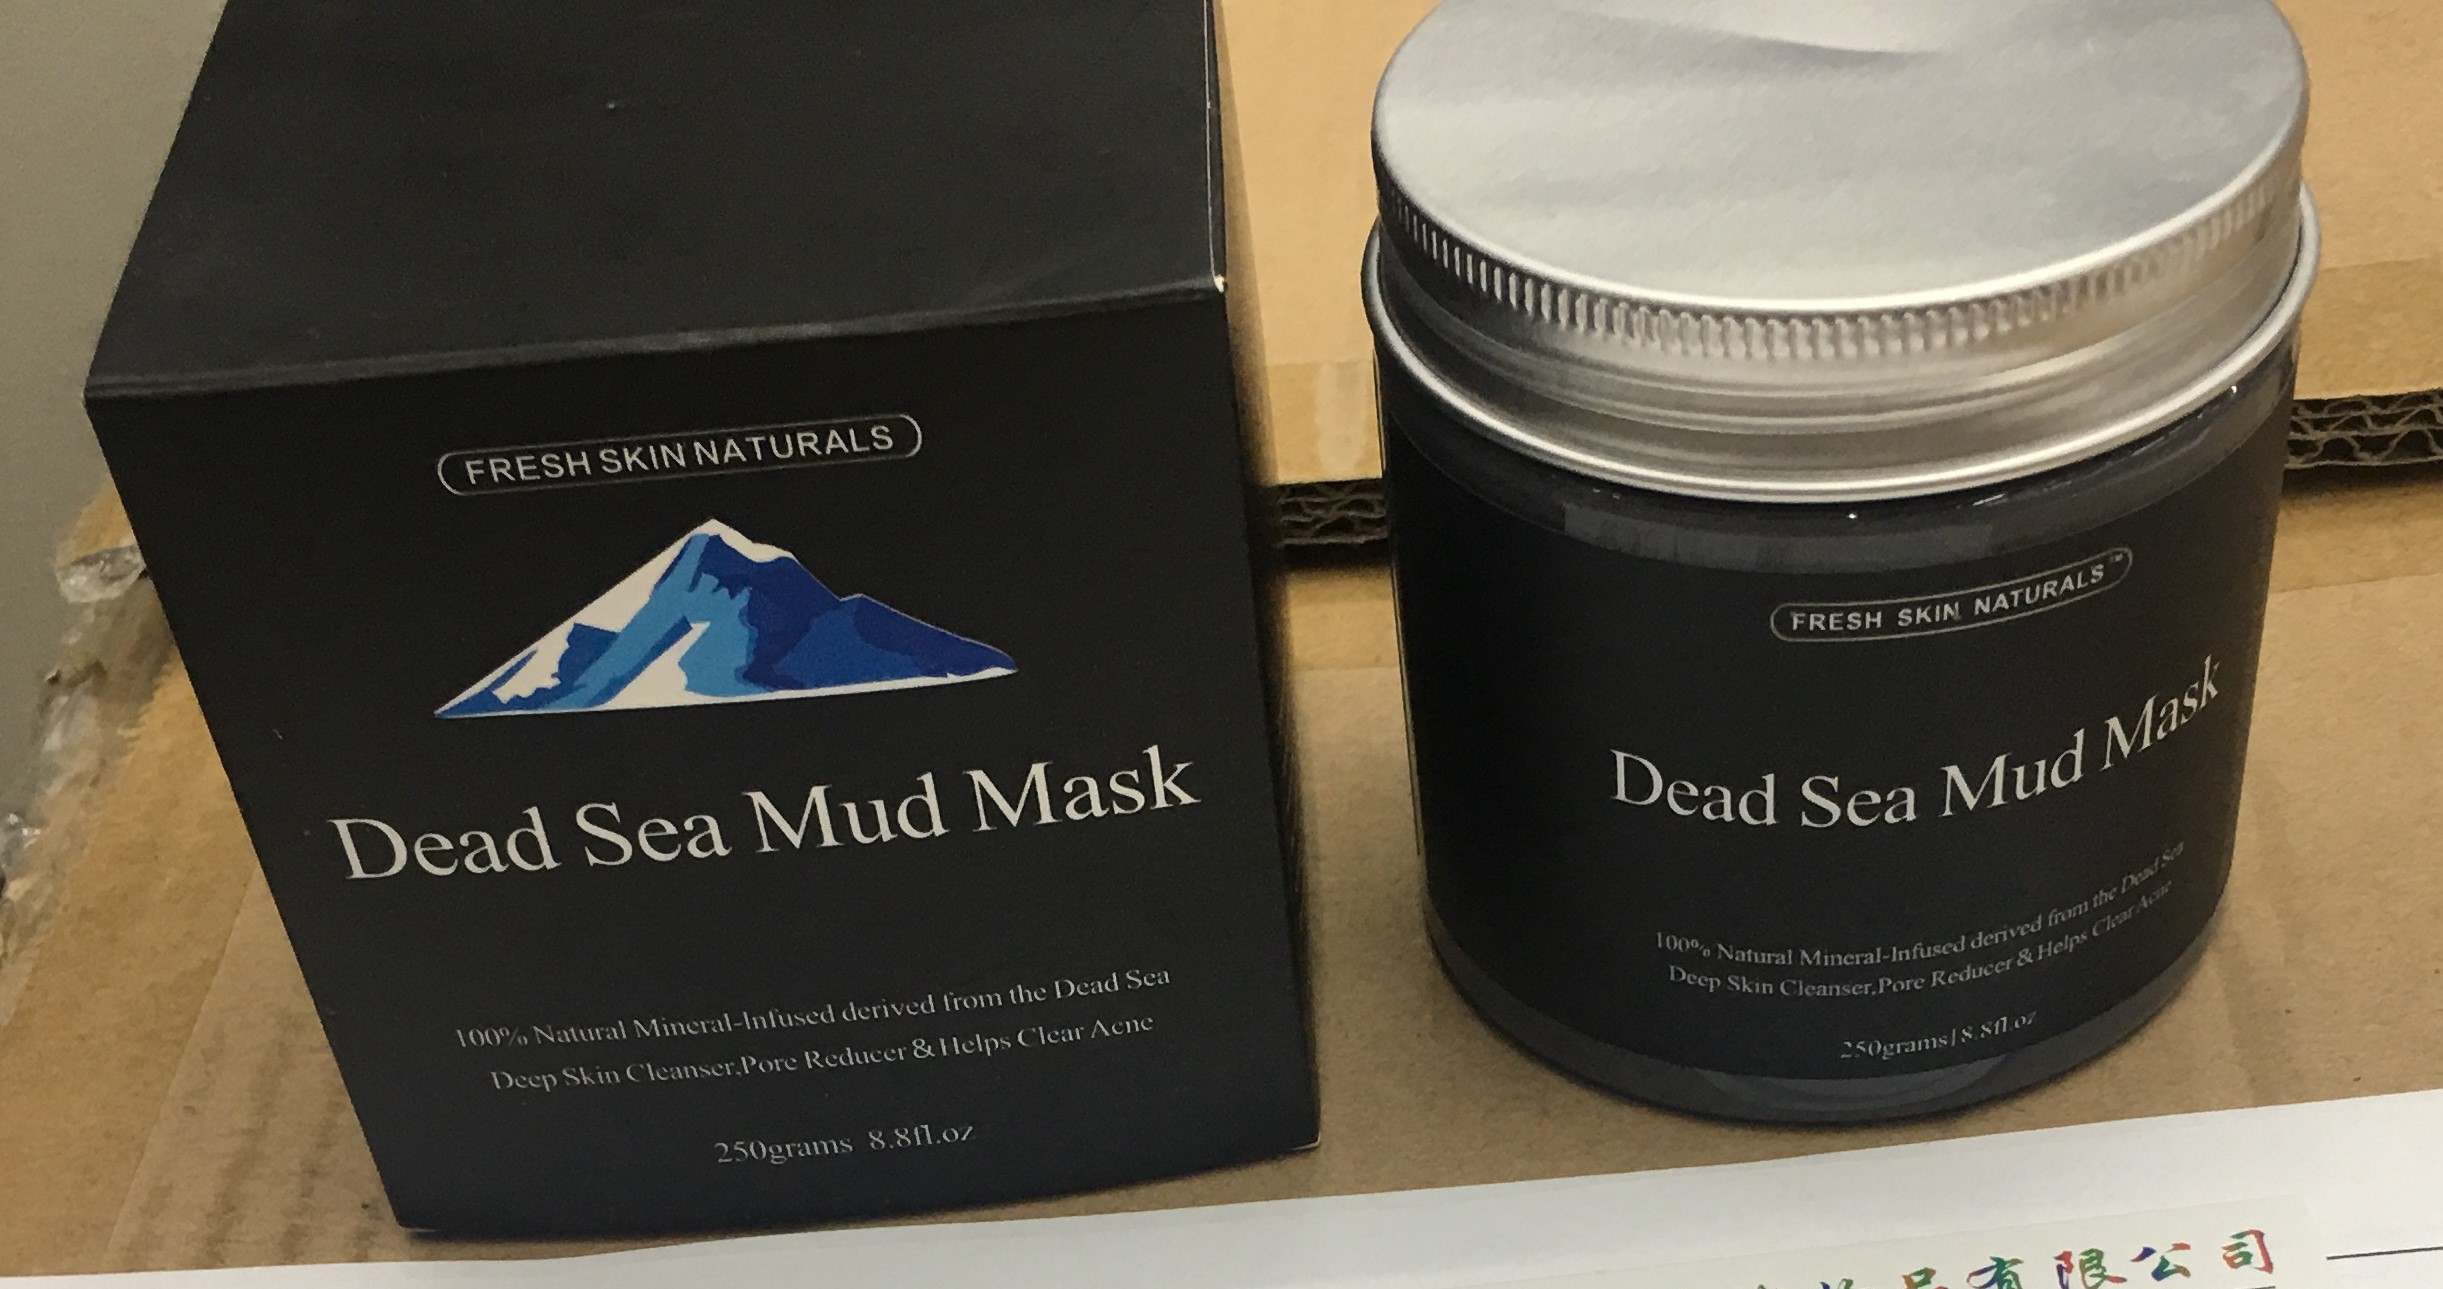 FRESH SKIN NATURALS
Dead Sea Mud Mask
100% Natural Mineral-Infused derived from the Dead Sea
Deep Skin Cleanser,Pore Reducer & Helps Clear Acne
250grams 8.8fl.oz
FRESH SKIN NATURALS™
Dead Sea Mud Mask
100% Natural Mineral-Infused derived from the Dead Sea
Deep Skin Cleanser,Pore Reducer & Helps Clear Acne
250grams | 8.8fl.oz
品有限公司